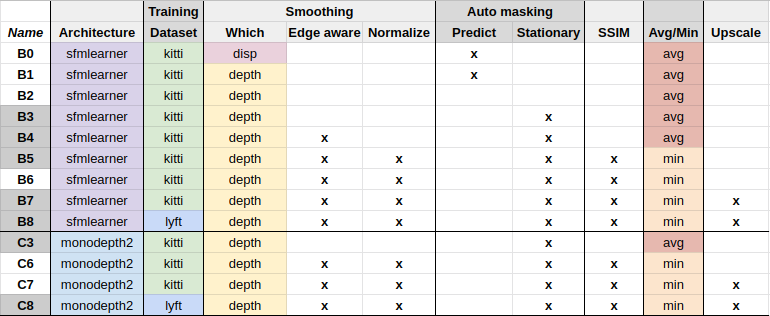 Training Smoothing Auto masking
Name Architecture Dataset Which Edge aware Normalize Predict Stationary SSIM Avg/Min Upscale
B0 sfmlearner kitti disp x avg
B1 sfmlearner kitti depth x avg
B2 sfmlearner kitti depth avg
B3 sfmlearner kitti depth x avg
B4 sfmlearner kitti depth x x avg
B5 sfmlearner kitti depth x x x x min
B6 sfmlearner kitti depth x x x x min
B7 sfmlearner kitti depth x x x x min x
B8 sfmlearner lyft depth x x x x min x
C3 monodepth2 kitti depth x avg
C6 monodepth2 kitti depth x x x x min
C7 monodepth2 kitti depth x x x x min x
C8 monodepth2 lyft depth x x x x min x